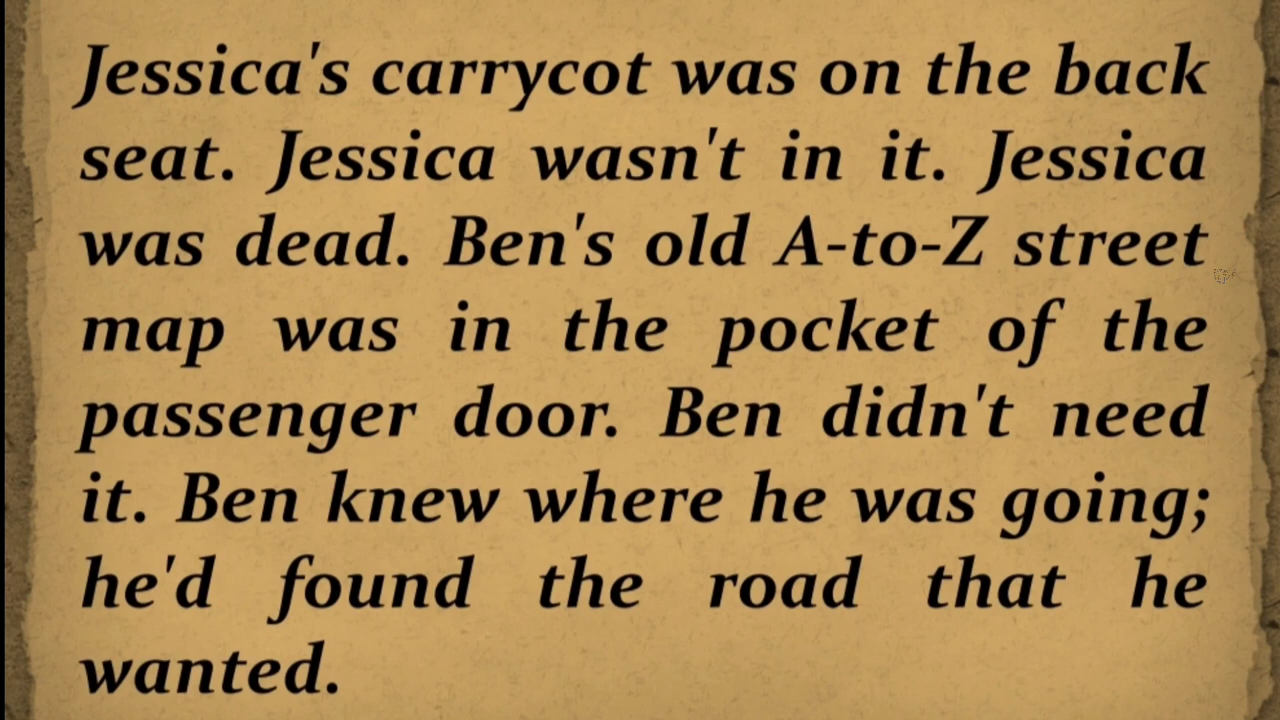 Jessica's carrycot was on the back
seat. Jessica wasn't in it. Jessica
was dead. Ben's old A-to-Z street
map was in the pocket of the
passenger door. Ben didn't need
it. Ben knew where he was going;
he'd found the road that he
wanted.